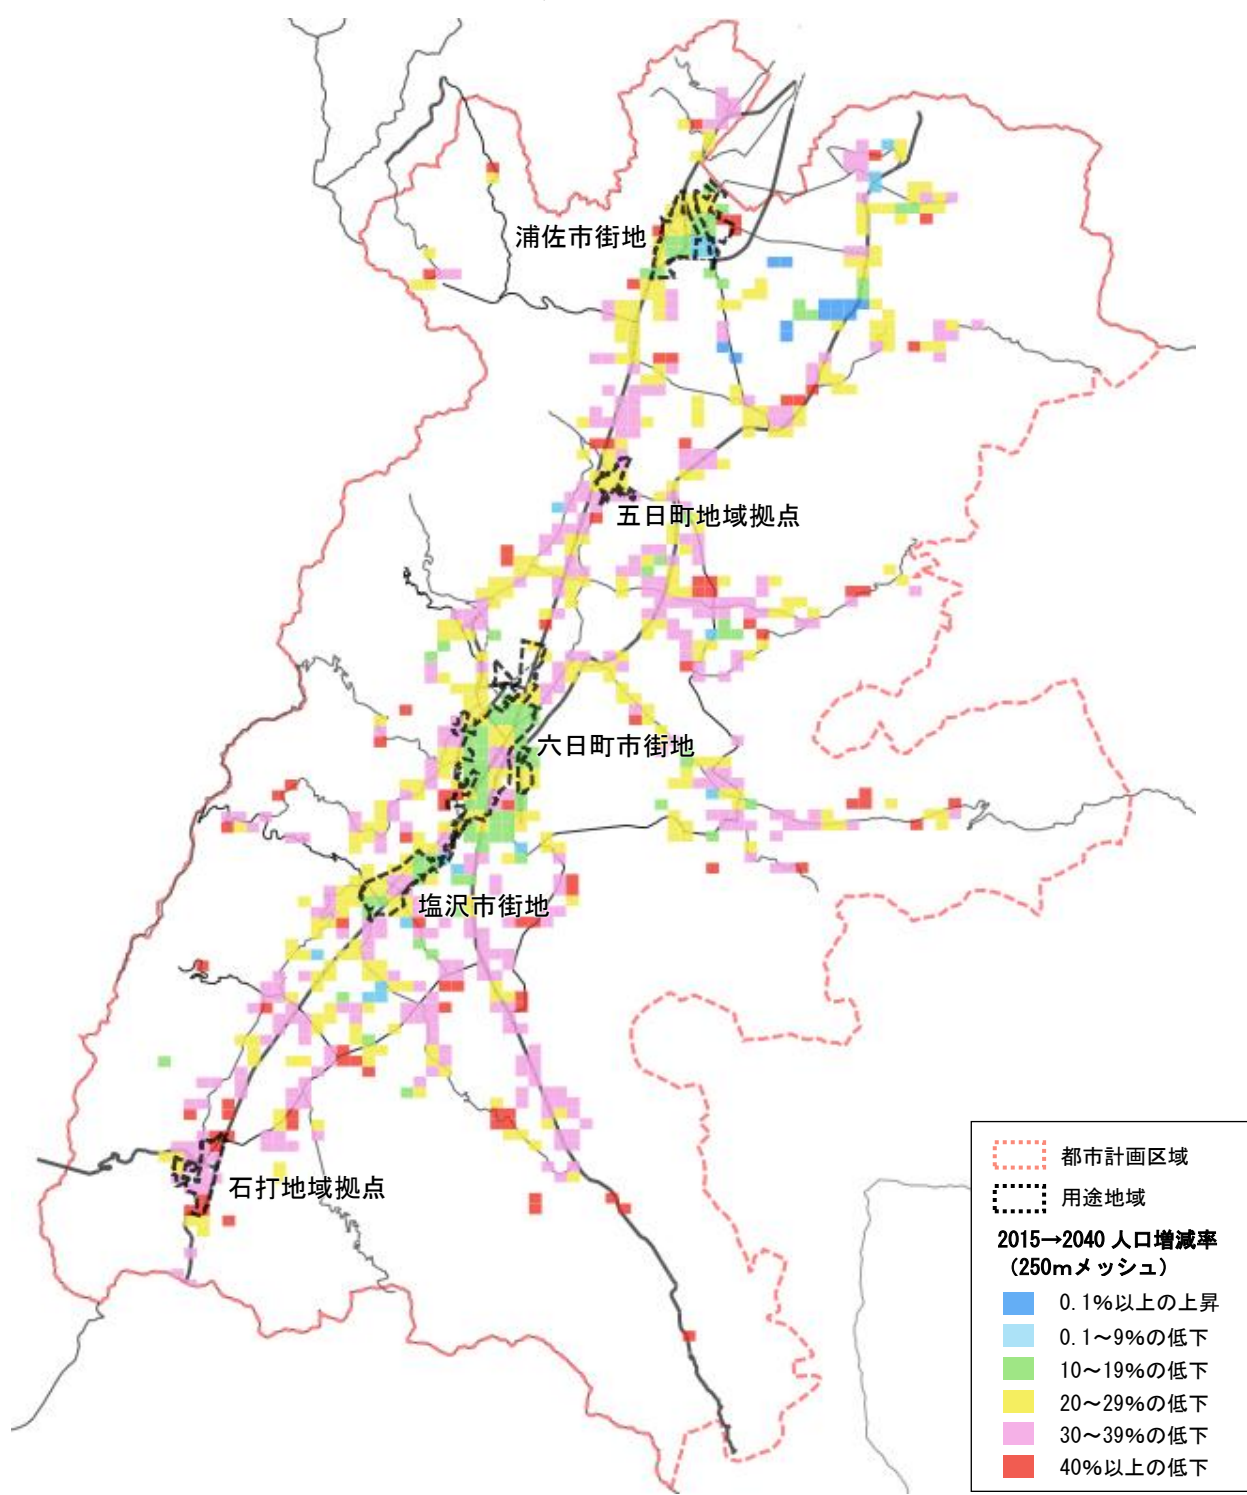 浦佐市街地
五日町地域拠点
六日町市街地
塩沢市街地
石打地域拠点
都市計画区域
用途地域
2015→2040 人口増減率
（250mメッシュ）
0.1%以上の上昇
0.1～9%の低下
10～19%の低下
20～29%の低下
30～39%の低下
40%以上の低下